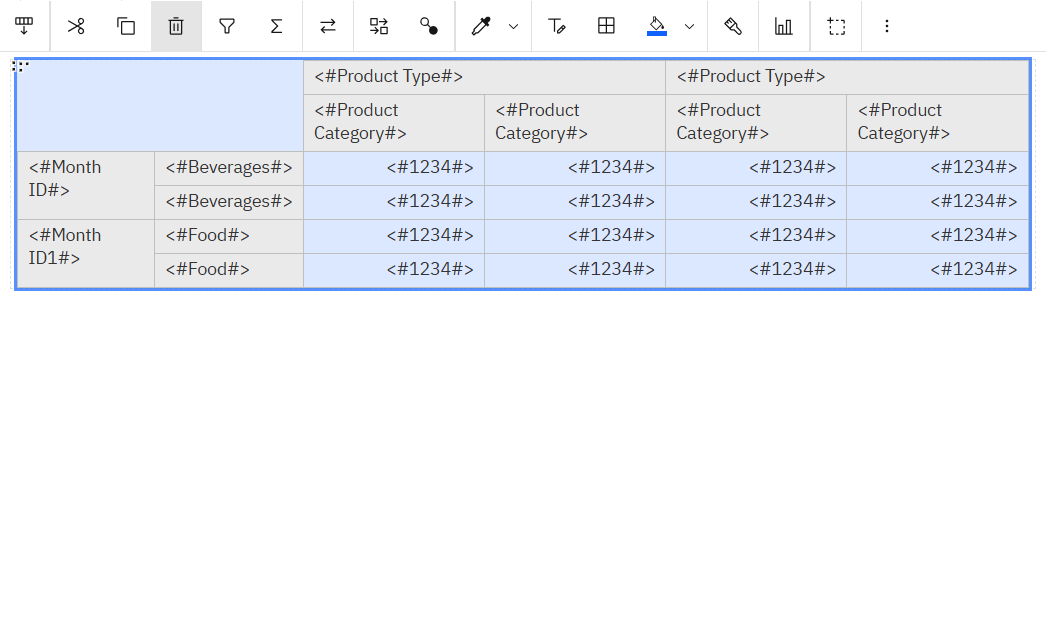 <#Product Type#> <#Product Type#>
<#Product <#Product <#Product <#Product
Category#> Category#> Category#> Category#>
<#Month <#Beverages#> <#1234#> <#1234#> <#1234#> <#1234#>
ID#>
<#Beverages#> <#1234#> <#1234#> <#1234#> <#1234#>
<#Month <#Food#> <#1234#> <#1234#> <#1234#> <#1234#>
ID1#>
<#Food#> <#1234#> <#1234#> <#1234#> <#1234#>